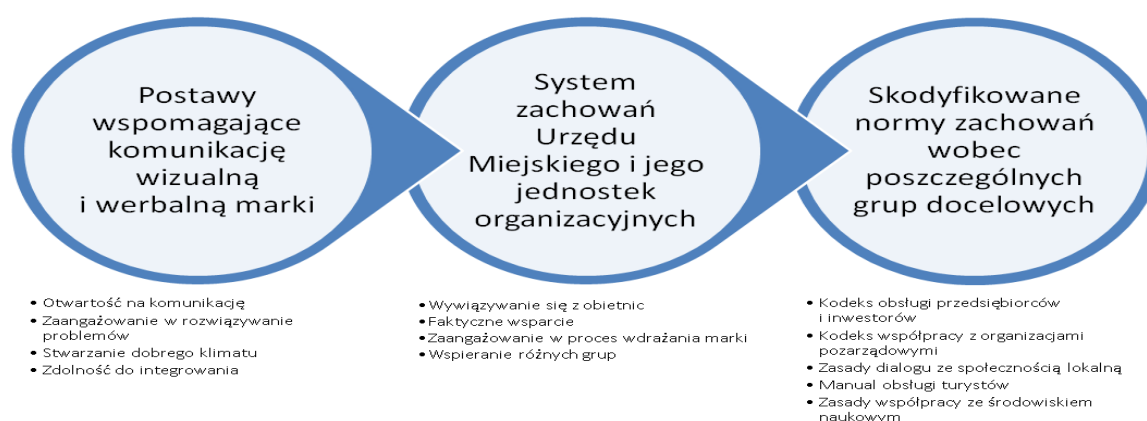 Postawy
wspomagające
komunikację
wizualną
i werbalną marki
• Otwartość na komunikację
• Zaangażowanie w rozwiązywanie
problemów
• Stwarzanie dobrego klimatu
• Zdolność do integrowania
System
zachowań
Urzędu
Miejskiego i jego
jednostek
organizacyjnych
• Wywiązywanie się z obietnic
• Faktyczne wsparcie
• Zaangażowanie w proces wdrażania marki
• Wspieranie różnych grup
Skodyfikowane
normy zachowań
wobec
poszczególnych
grup docelowych
• Kodeks obsługi przedsiębiorców
i inwestorów
• Kodeks współpracy z organizacjami
pozarządowymi
• Zasady dialogu ze społecznością lokalną
• Manual obsługi turystów
• Zasady współpracy ze środowiskiem
naukowym